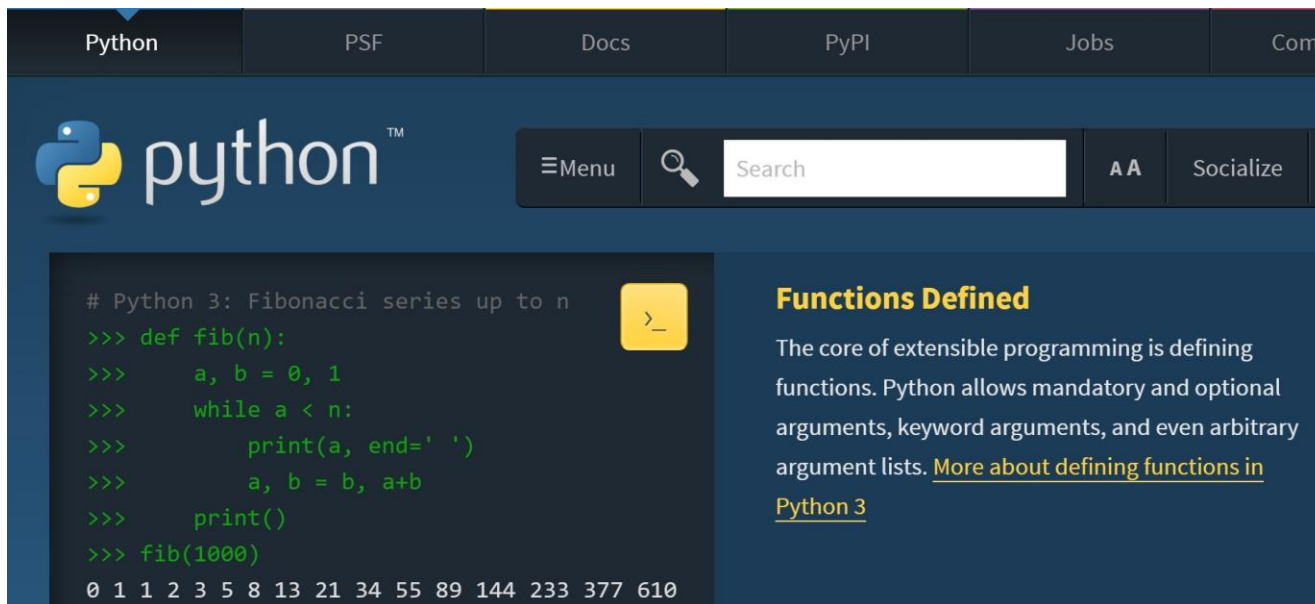 Python PSF Docs PyPI Jobs
python™
≡Menu Search A A Socialize
# Python 3: Fibonacci series up to n
>>> def fib(n):
>>>     a, b = 0, 1
>>>     while a < n:
>>>         print(a, end=' ')
>>>         a, b = b, a+b
>>>     print()
>>> fib(1000)
0 1 1 2 3 5 8 13 21 34 55 89 144 233 377 610
>_
Functions Defined
The core of extensible programming is defining
functions. Python allows mandatory and optional
arguments, keyword arguments, and even arbitrary
argument lists. More about defining functions in
Python 3